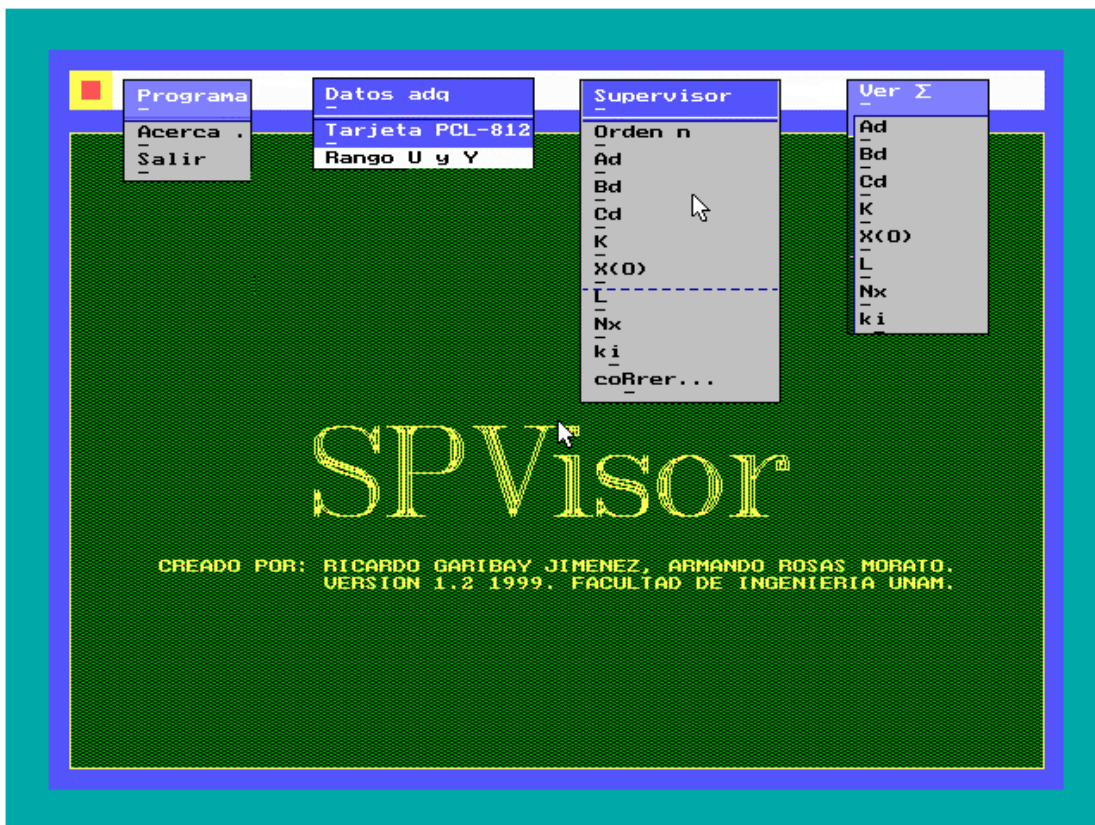 Programa
Acerca .
Salir
Datos adq
Tarjeta PCL-812
Rango U y Y
Supervisor
Orden n
Ad
Bd
Cd
K
X(0)
L
Nx
ki
coRrer...
Ver Σ
Ad
Bd
Cd
K
X(0)
L
Nx
ki
SPVisor
CREADO POR: RICARDO GARIBAY JIMENEZ, ARMANDO ROSAS MORATO.
VERSION 1.2 1999. FACULTAD DE INGENIERIA UNAM.